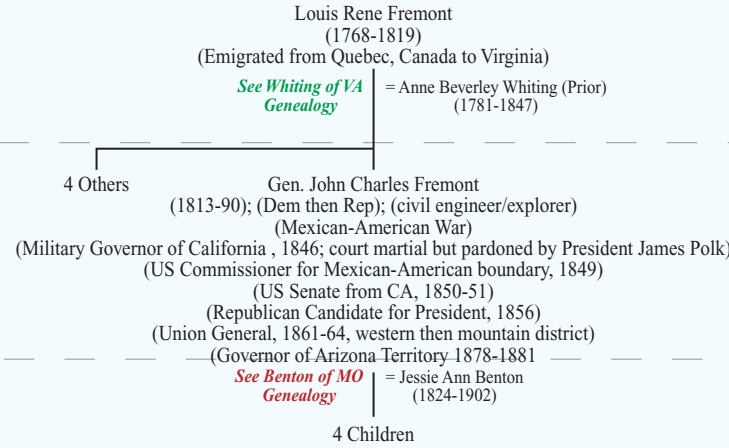 Louis Rene Fremont
(1768-1819)
(Emigrated from Quebec, Canada to Virginia)
See Whiting of VA
Genealogy
= Anne Beverley Whiting (Prior)
(1781-1847)
4 Others
Gen. John Charles Fremont
(1813-90); (Dem then Rep); (civil engineer/explorer)
(Mexican-American War)
(Military Governor of California , 1846; court martial but pardoned by President James Polk)
(US Commissioner for Mexican-American boundary, 1849)
(US Senate from CA, 1850-51)
(Republican Candidate for President, 1856)
(Union General, 1861-64, western then mountain district)
(Governor of Arizona Territory 1878-1881
See Benton of MO
Genealogy
= Jessie Ann Benton
(1824-1902)
4 Children